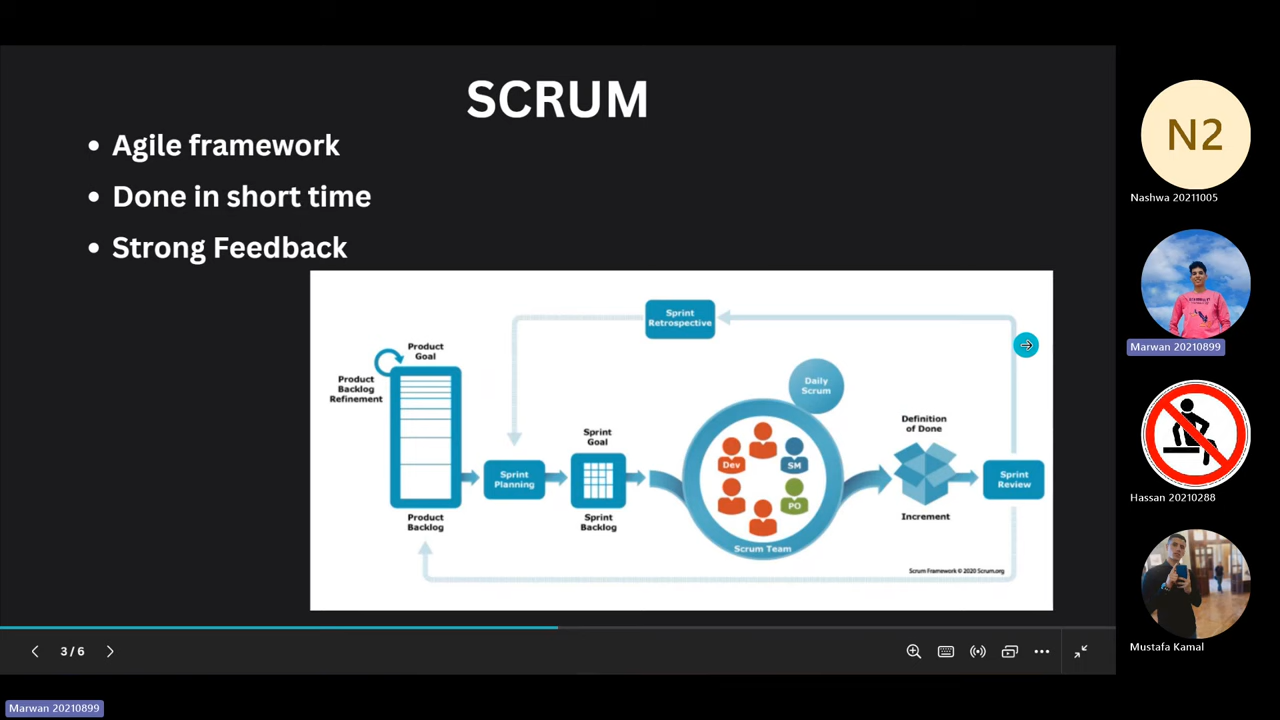 SCRUM
• Agile framework
• Done in short time
• Strong Feedback
Sprint
Retrospective
Product
Goal
Product
Backlog
Refinement
Daily
Scrum
Definition
of Done
Sprint
Goal
Dev
SM
PO
Sprint
Planning
Sprint
Review
Product
Backlog
Sprint
Backlog
Increment
Scrum Team
Scrum Framework © 2020 Scrum.org
3 / 6
N2
Nashwa 20211005
Marwan 20210899
Hassan 20210288
Mustafa Kamal
Marwan 20210899